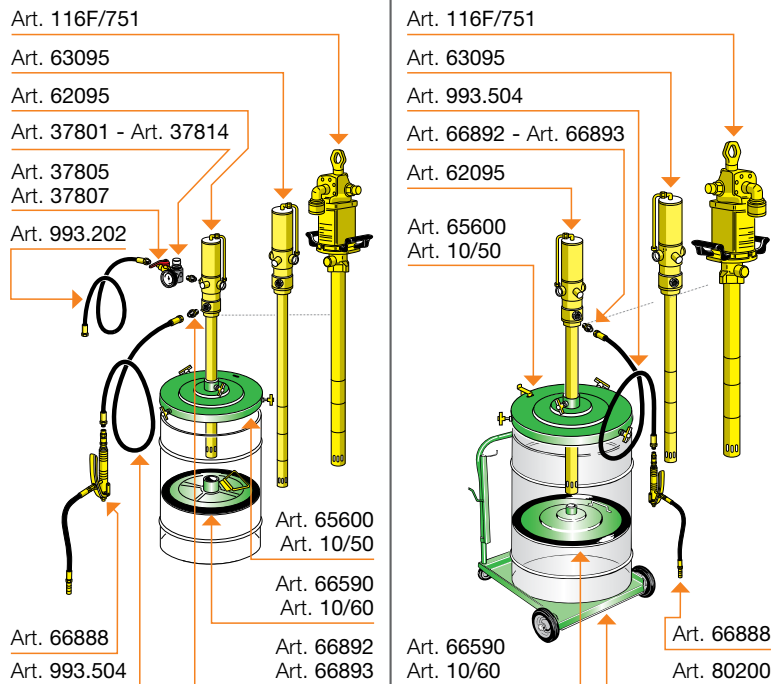 Art. 116F/751
Art. 63095
Art. 62095
Art. 37801 - Art. 37814
Art. 37805
Art. 37807
Art. 993.202
Art. 65600
Art. 10/50
Art. 66590
Art. 10/60
Art. 66888
Art. 993.504
Art. 66892
Art. 66893
Art. 116F/751
Art. 63095
Art. 993.504
Art. 66892 - Art. 66893
Art. 62095
Art. 65600
Art. 10/50
Art. 66888
Art. 66590
Art. 10/60
Art. 80200